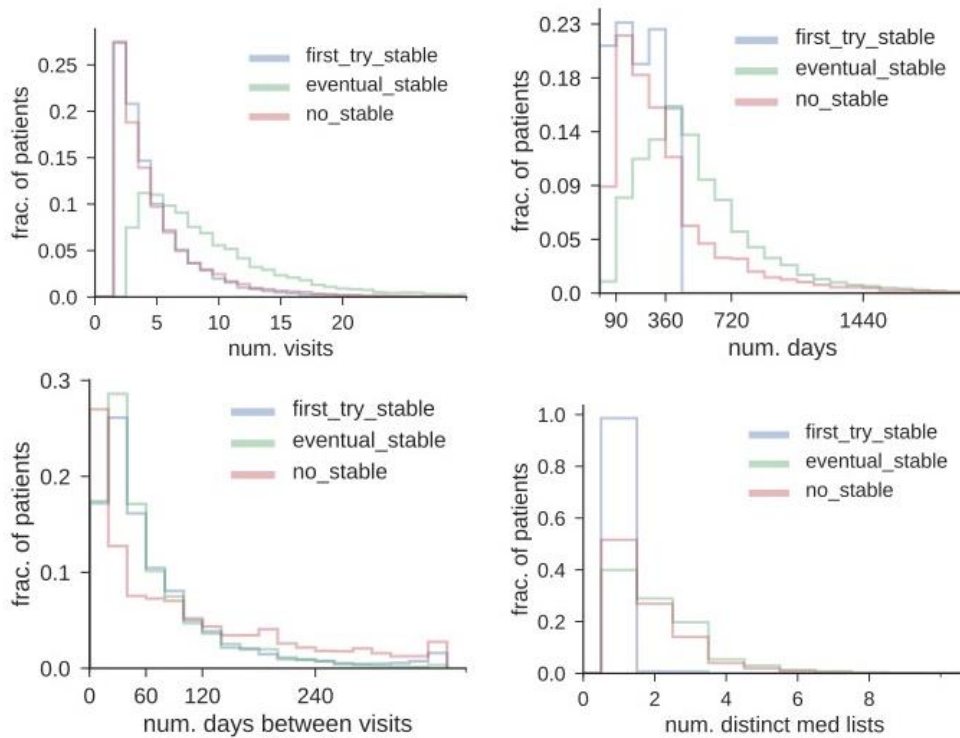 frac. of patients
0.25
0.2
0.15
0.1
0.05
0.0
first_try_stable
eventual_stable
no_stable
0 5 10 15 20
num. visits
frac. of patients
0.23
0.18
0.14
0.09
0.05
0.0
first_try_stable
eventual_stable
no_stable
90 360 720 1440
num. days
frac. of patients
0.3
0.2
0.1
0.0
first_try_stable
eventual_stable
no_stable
0 60 120 240
num. days between visits
frac. of patients
1.0
0.8
0.6
0.4
0.2
0.0
first_try_stable
eventual_stable
no_stable
2 4 6 8
num. distinct med lists